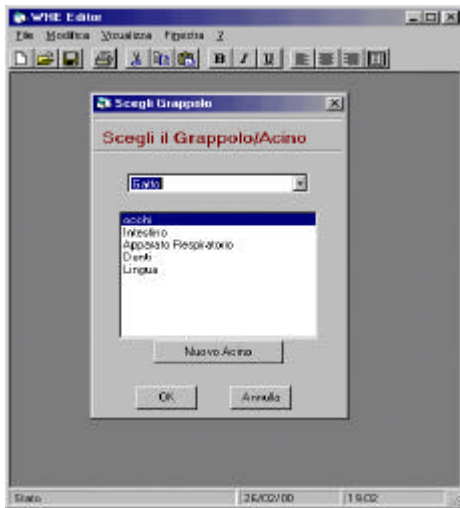 WHE Editor
File Modifica Visualizza Finestra ?
B I U
Scegli Grappolo
Scegli il Grappolo/Acino
Gatto
occhi
Intestino
Apparato Respiratorio
Denti
Lingua
Nuovo Acino
OK Annulla
Stato 26/02/00 19.02